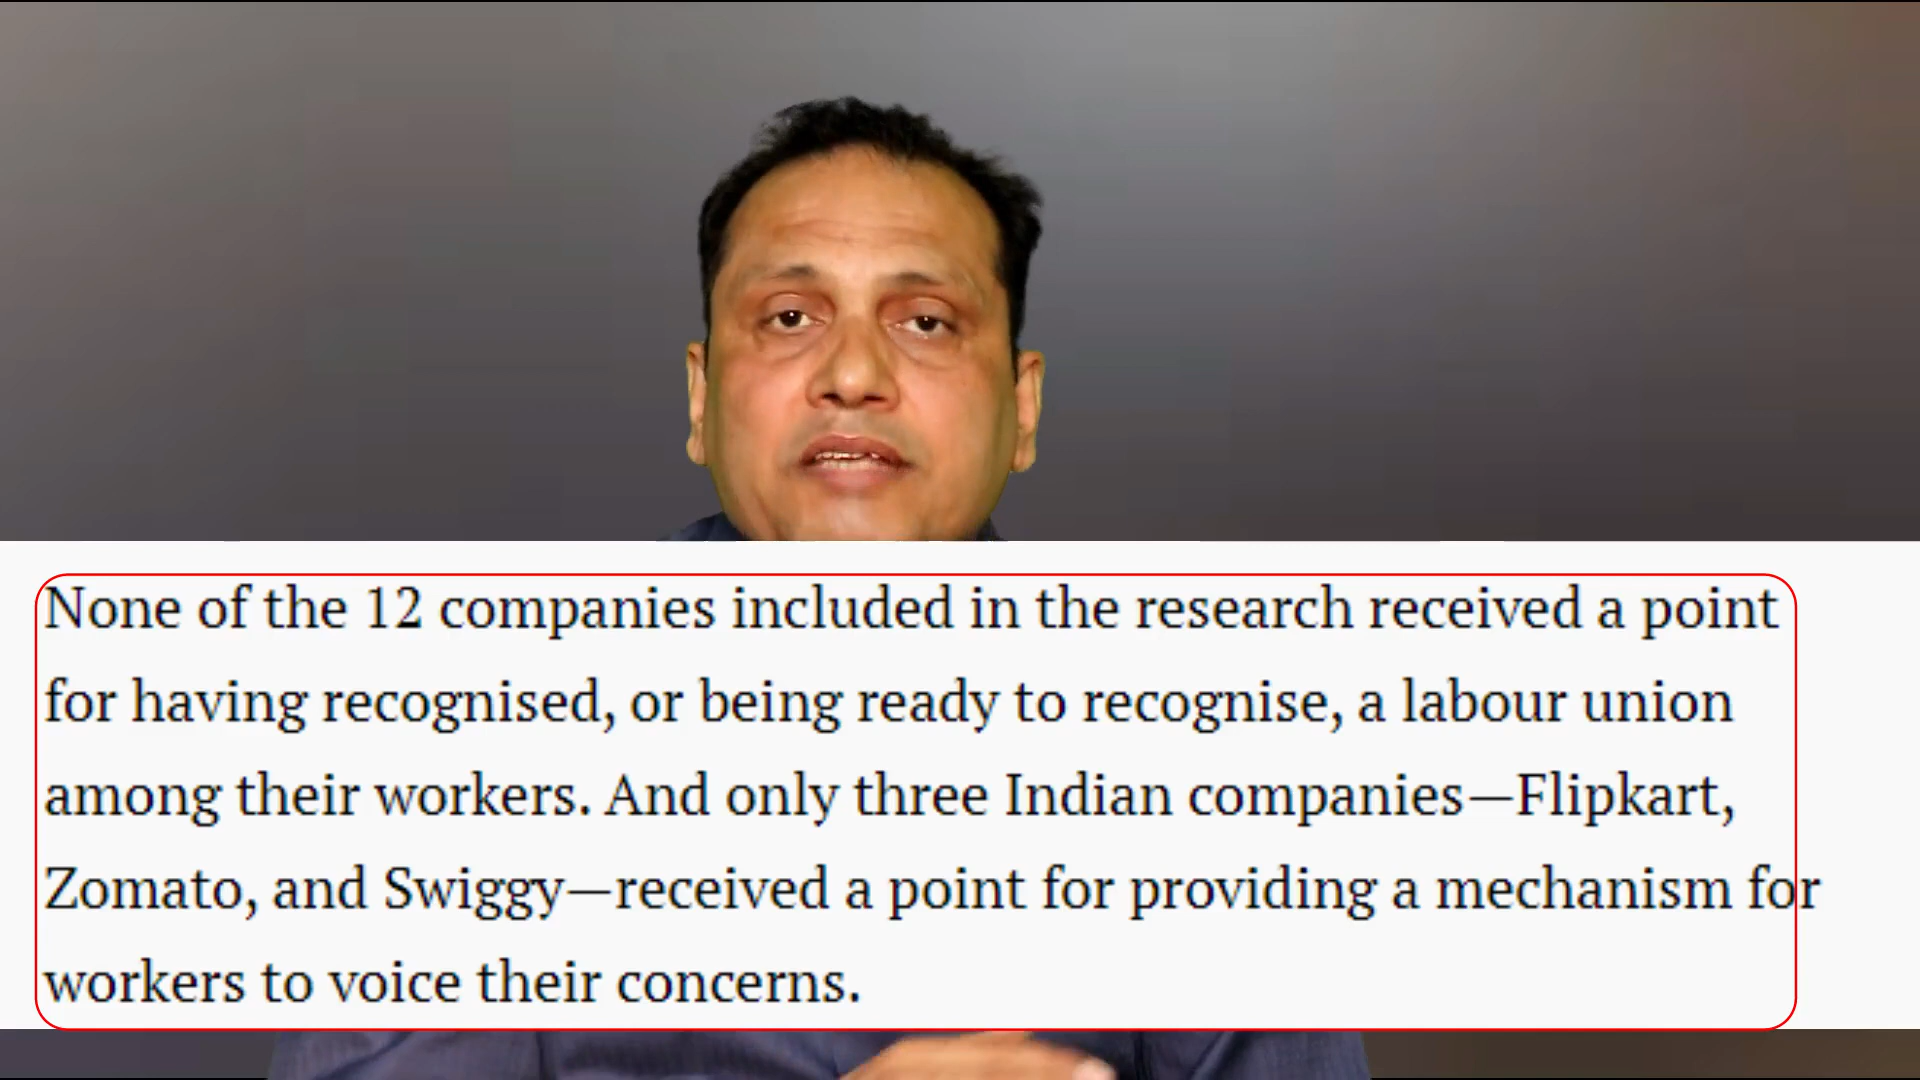 None of the 12 companies included in the research received a point
for having recognised, or being ready to recognise, a labour union
among their workers. And only three Indian companies—Flipkart,
Zomato, and Swiggy—received a point for providing a mechanism for
workers to voice their concerns.